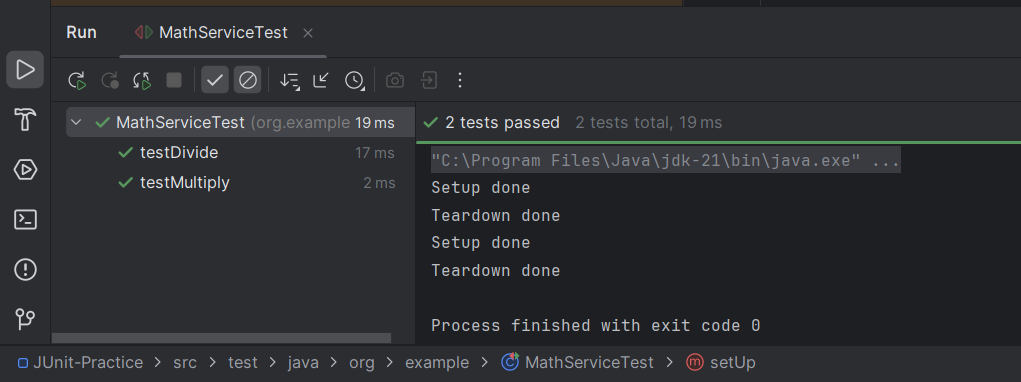 Run MathServiceTest
MathServiceTest (org.example 19 ms
testDivide 17 ms
testMultiply 2 ms
2 tests passed 2 tests total, 19 ms
"C:\Program Files\Java\jdk-21\bin\java.exe" ...
Setup done
Teardown done
Setup done
Teardown done
Process finished with exit code 0
JUnit-Practice > src > test > java > org > example > MathServiceTest > setUp